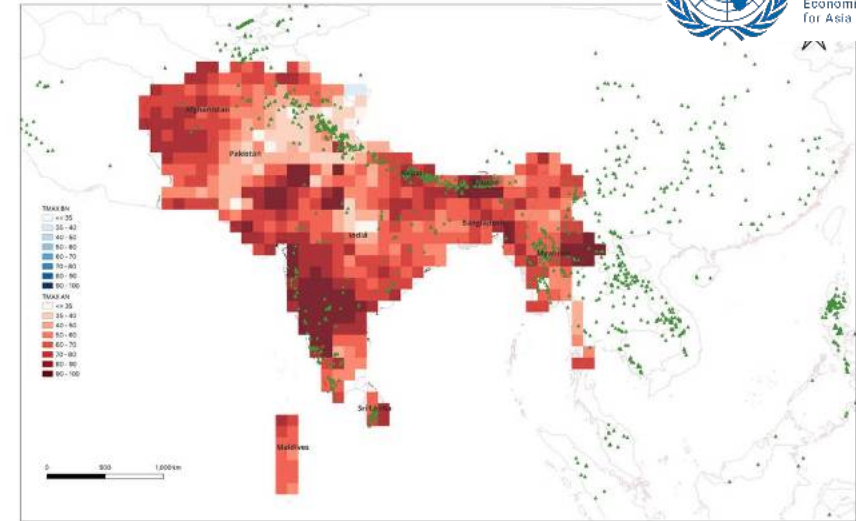 Economi
for Asia
Afghanistan
Pakistan
Nepal
Bangladesh
India
Myanmar
Sri Lanka
Maldives
TMAX BN
<= 35
35 - 40
40 - 50
50 - 60
60 - 70
70 - 80
80 - 90
90 - 100
TMAX AN
<= 35
35 - 40
40 - 50
50 - 60
60 - 70
70 - 80
80 - 90
90 - 100
0 500 1,000 km